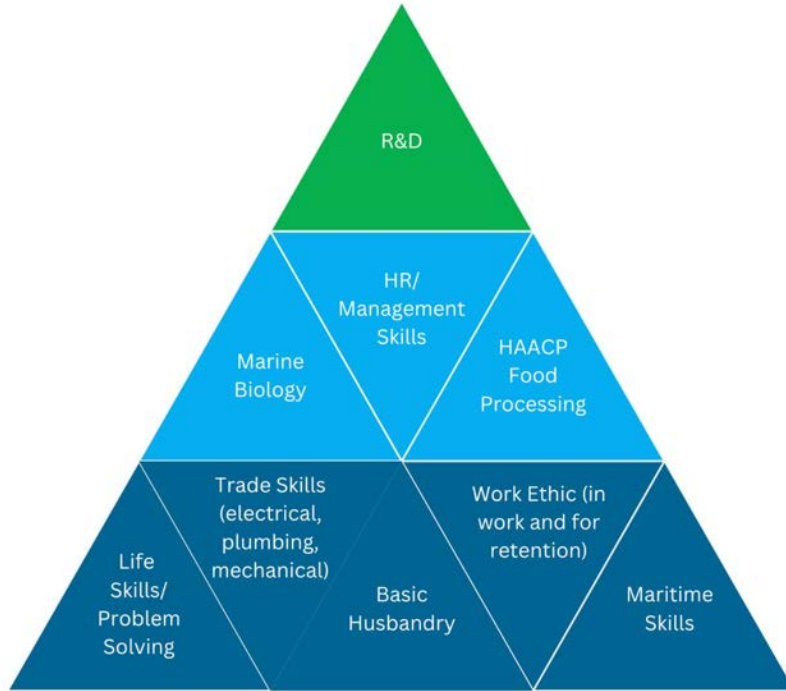 R&D
HR/
Management
Skills
Marine
Biology
HAACP
Food
Processing
Trade Skills
(electrical,
plumbing,
mechanical)
Work Ethic (in
work and for
retention)
Life
Skills/
Problem
Solving
Basic
Husbandry
Maritime
Skills